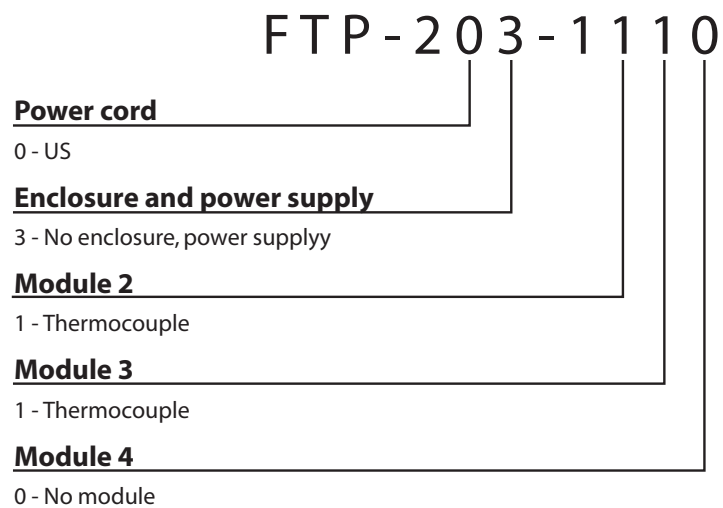 FTP-203-1110
Power cord
0 - US
Enclosure and power supply
3 - No enclosure, power supplyy
Module 2
1 - Thermocouple
Module 3
1 - Thermocouple
Module 4
0 - No module